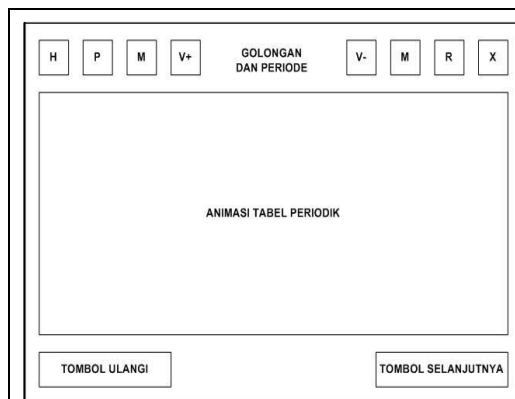 H P M V+ GOLONGAN V- M R X
DAN PERIODE
ANIMASI TABEL PERIODIK
TOMBOL ULANGI TOMBOL SELANJUTNYA